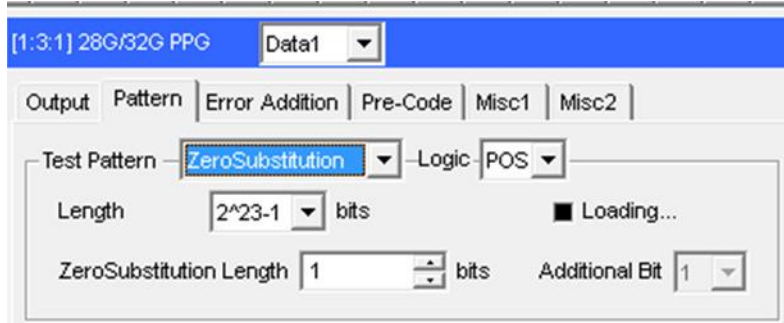 [1:3:1] 28G/32G PPG Data1
Output Pattern Error Addition Pre-Code Misc1 Misc2
Test Pattern ZeroSubstitution Logic POS
Length 2^23-1 bits Loading...
ZeroSubstitution Length 1 bits Additional Bit 1